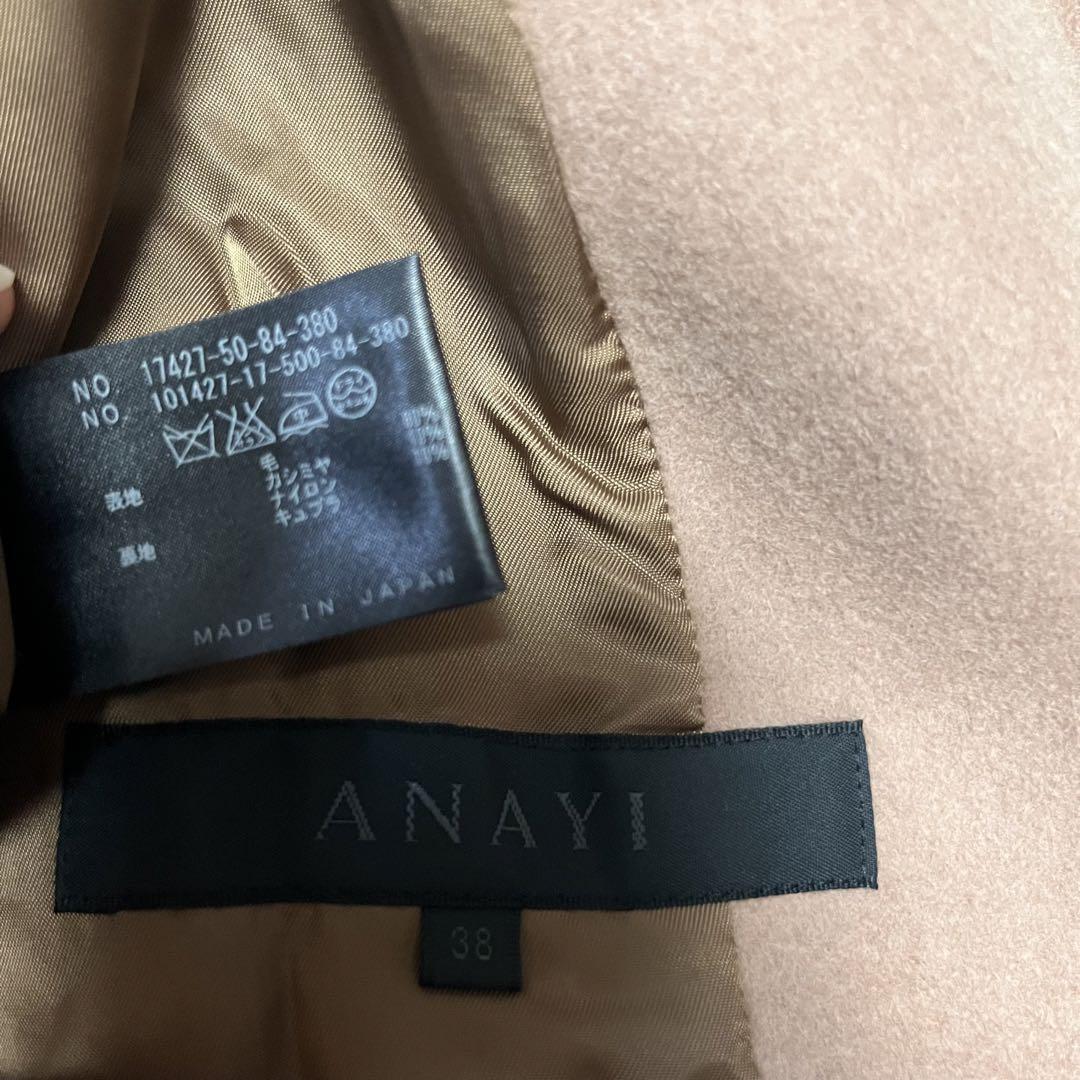 NO. 17427-50-84-380
NO. 101427-17-500-84-380
表地 毛
カシミヤ
ナイロン
裏地 キュプラ
MADE IN JAPAN
ANAYI
38